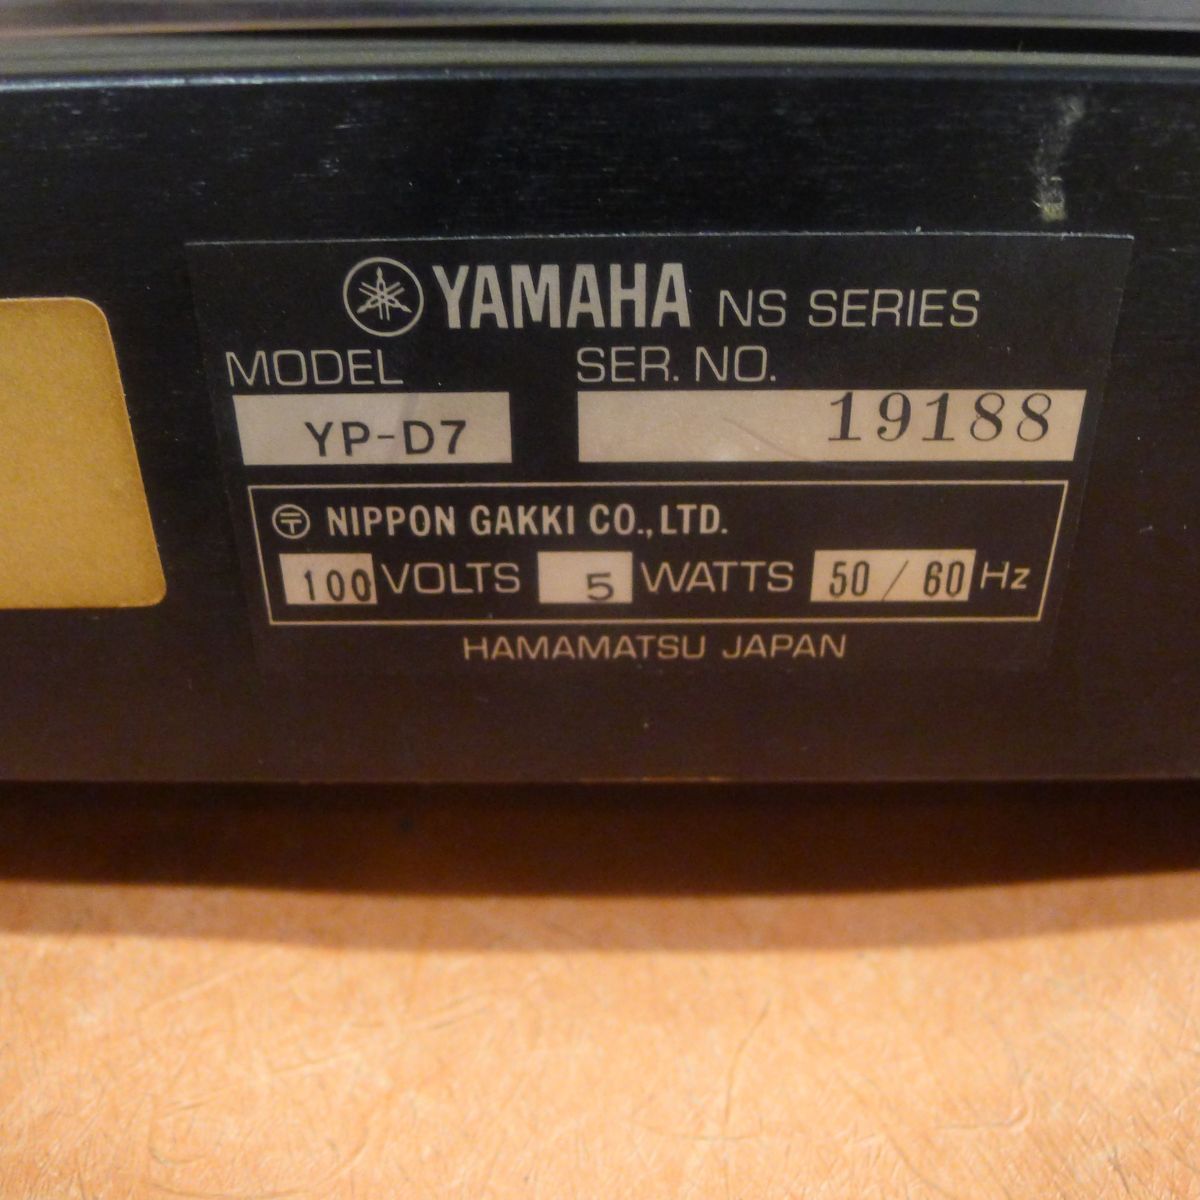 YAMAHA NS SERIES
MODEL SER. NO.
YP-D7 19188
〒 NIPPON GAKKI CO., LTD.
100 VOLTS 5 WATTS 50 / 60 Hz
HAMAMATSU JAPAN